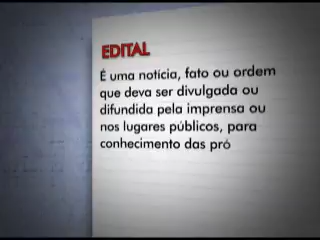 EDITAL
É uma notícia, fato ou ordem
que deva ser divulgada ou
difundida pela imprensa ou
nos lugares públicos, para
conhecimento das pró